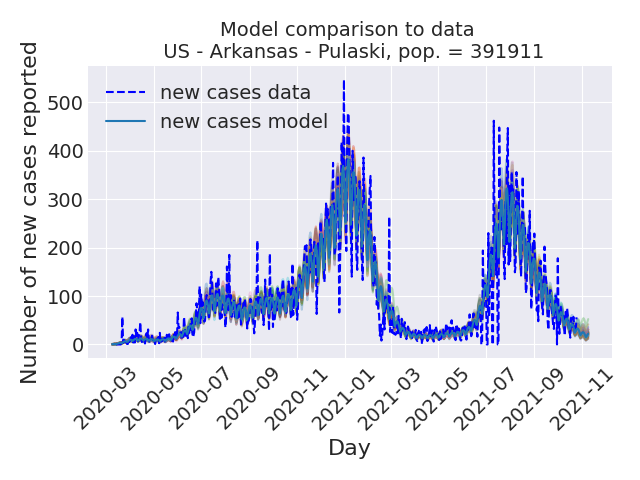 Model comparison to data
US - Arkansas - Pulaski, pop. = 391911
Number of new cases reported
500
400
300
200
100
0
new cases data
new cases model
2020-03
2020-05
2020-07
2020-09
2020-11
2021-01
2021-03
2021-05
2021-07
2021-09
2021-11
Day